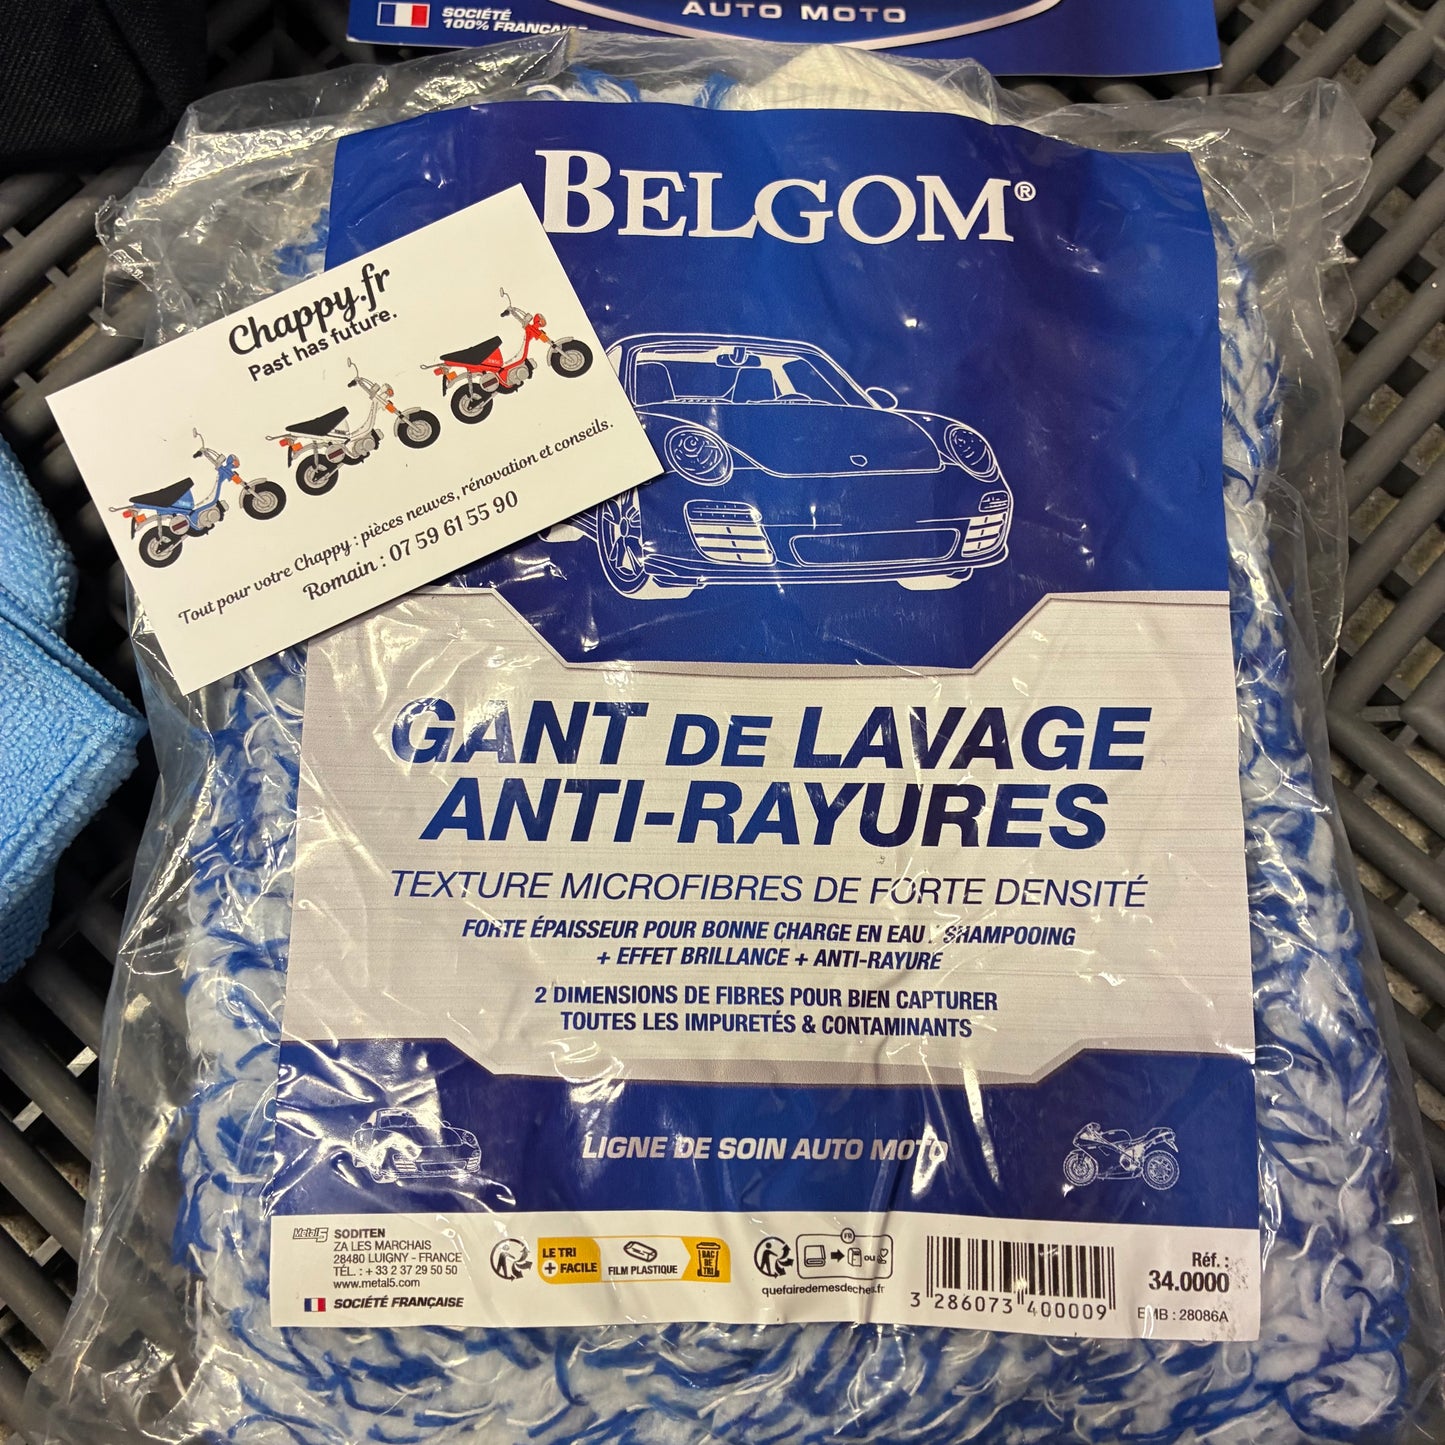 SOCIÉTÉ
100% FRANÇAISE
AUTO MOTO
BELGOM®
Chappy.fr
Past has future.
Tout pour votre Chappy : pièces neuves, rénovation et conseils.
Romain : 07 59 61 55 90
GANT DE LAVAGE
ANTI-RAYURES
TEXTURE MICROFIBRES DE FORTE DENSITÉ
FORTE ÉPAISSEUR POUR BONNE CHARGE EN EAU / SHAMPOOING
+ EFFET BRILLANCE + ANTI-RAYURE
2 DIMENSIONS DE FIBRES POUR BIEN CAPTURER
TOUTES LES IMPURETÉS & CONTAMINANTS
LIGNE DE SOIN AUTO MOTO
Metal5
SODITEN
ZA LES MARCHAIS
28480 LUIGNY - FRANCE
TÉL. : + 33 2 37 29 50 50
www.metal5.com
SOCIÉTÉ FRANÇAISE
LE TRI
+ FACILE
FILM PLASTIQUE
BAC DE TRI
FR
OU
quefairedemesdechets.fr
3 286073 400009
Réf. :
34.0000
EMB : 28086A